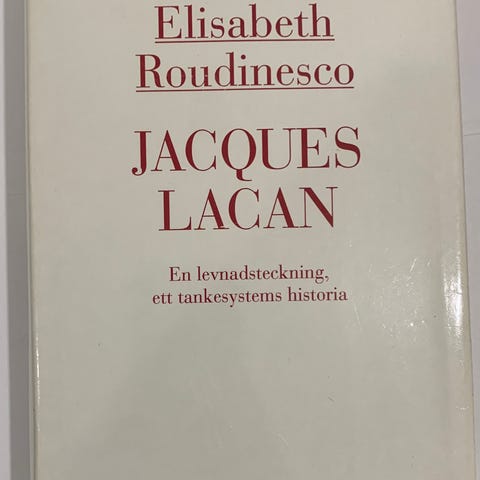 Elisabeth
Roudinesco
JACQUES
LACAN
En levnadsteckning,
ett tankesystems historia